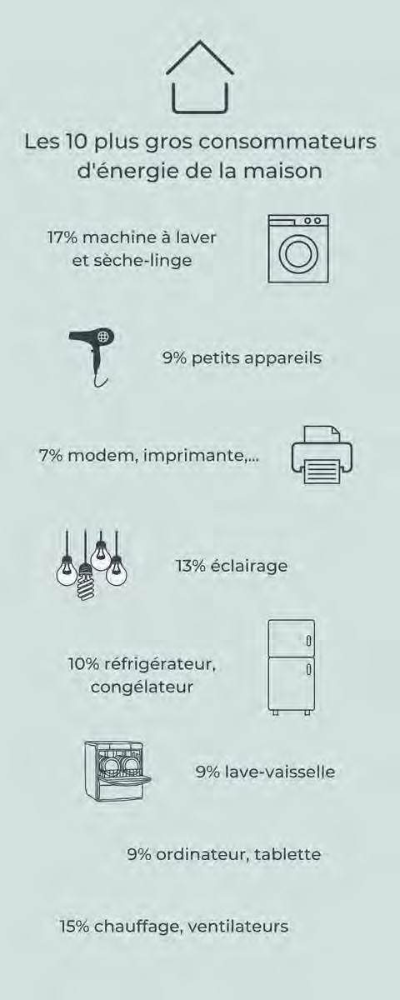 Les 10 plus gros consommateurs
d'énergie de la maison
17% machine à laver
et sèche-linge
9% petits appareils
7% modem, imprimante,...
13% éclairage
10% réfrigérateur,
congélateur
9% lave-vaisselle
9% ordinateur, tablette
15% chauffage, ventilateurs